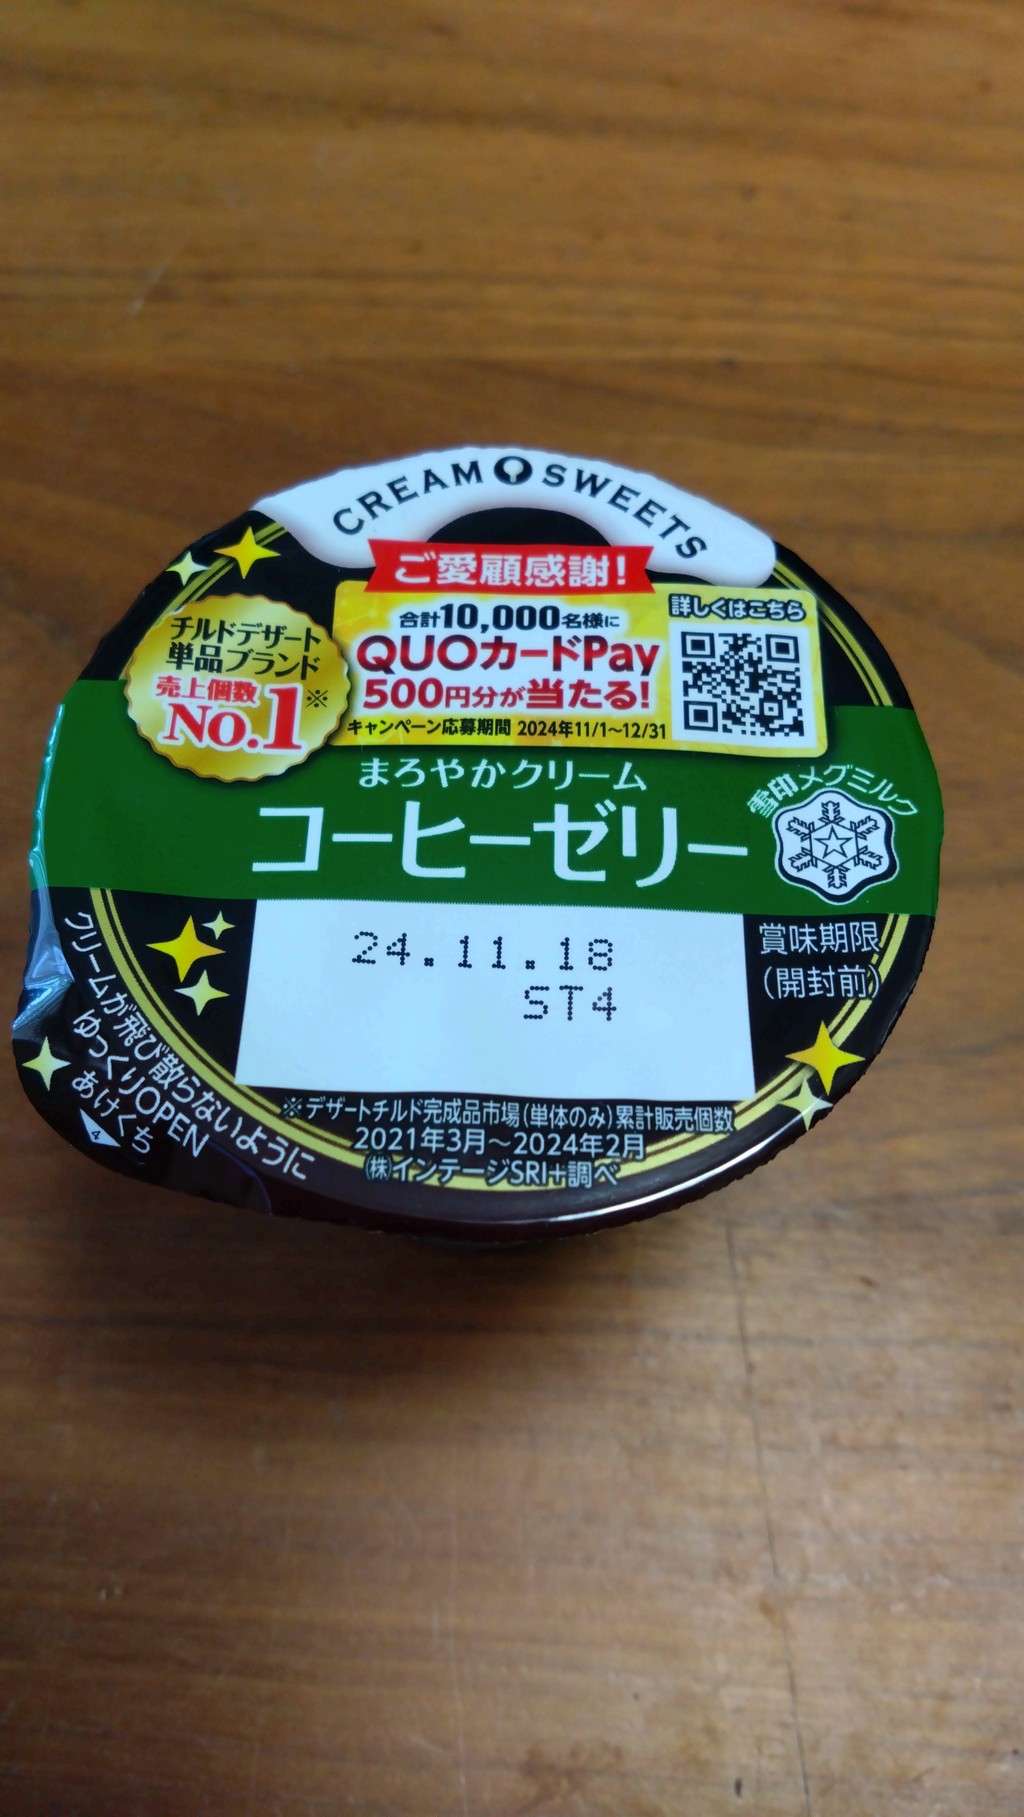 CREAM SWEETS
ご愛顧感謝!
合計10,000名様に
QUOカードPay
500円分が当たる!
キャンペーン応募期間 2024年11/1~12/31
詳しくはこちら
チルドデザート
単品ブランド
売上個数
No.1※
まろやかクリーム
コーヒーゼリー
雪印メグミルク
24.11.18
ST4
賞味期限
(開封前)
クリームが飛び散らないように
ゆっくりOPEN
あけくち
※デザートチルド完成品市場(単体のみ)累計販売個数
2021年3月~2024年2月
(株)インテージSRI+調べ